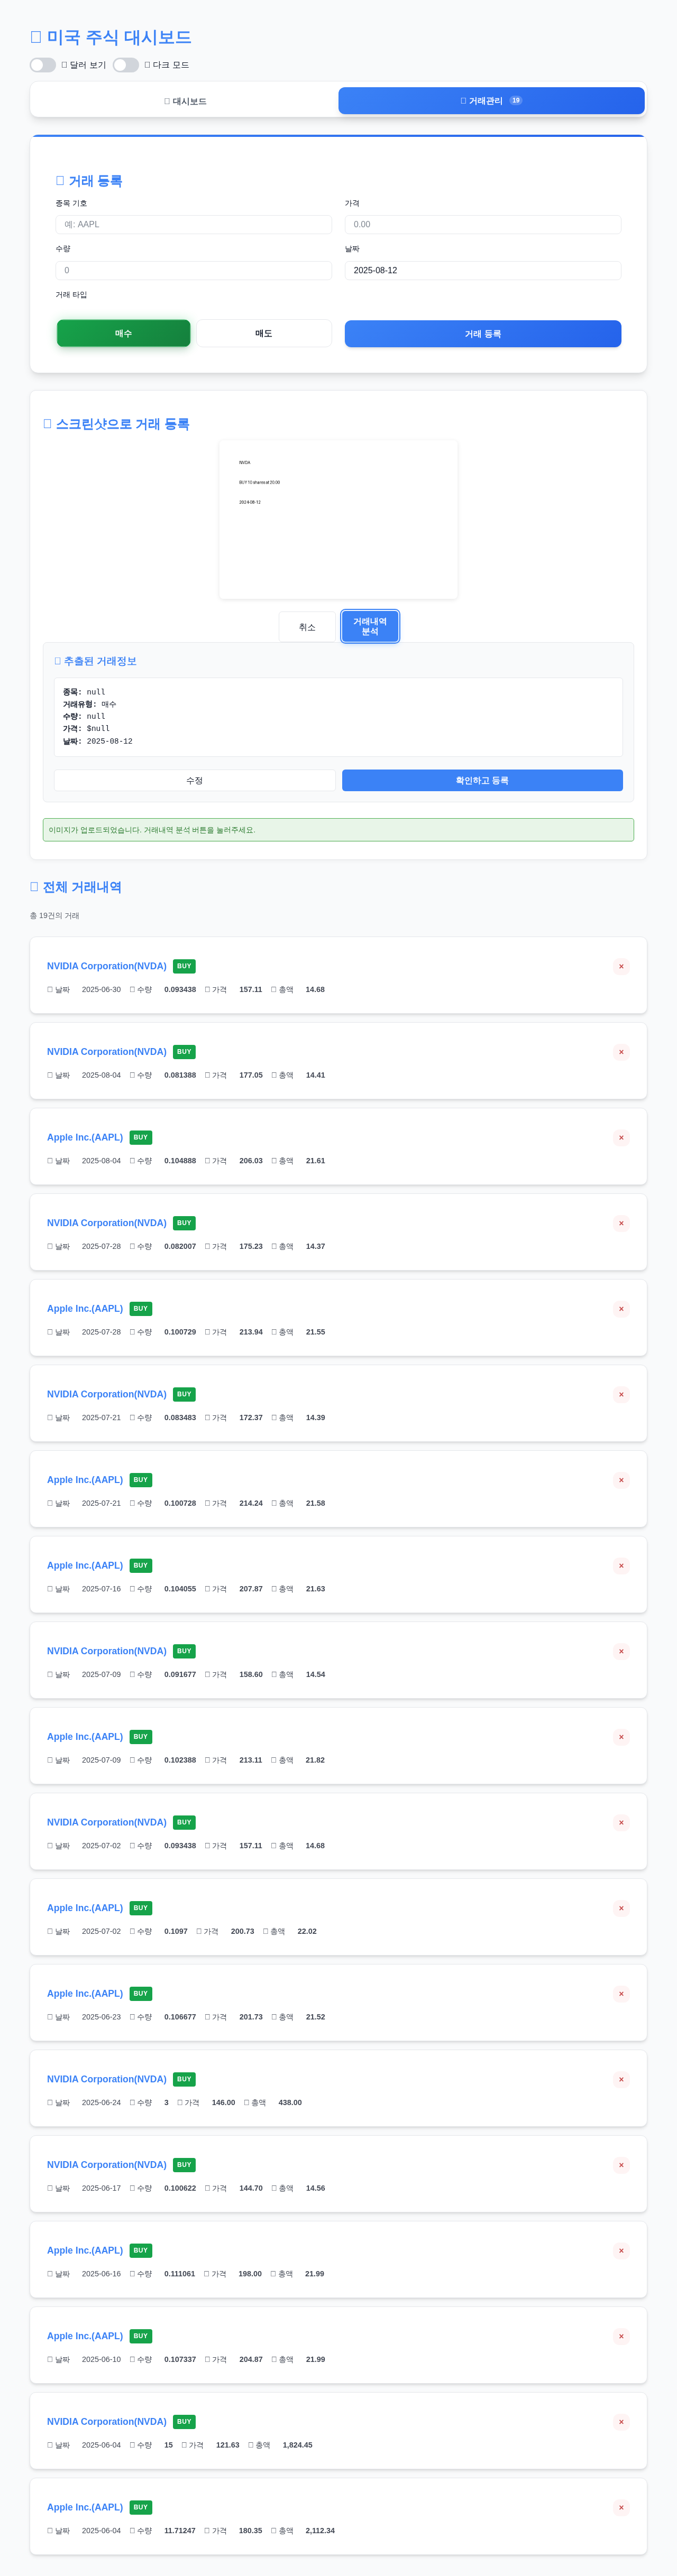 미국 주식 대시보드
달러 보기 다크 모드
대시보드 거래관리 19
거래 등록
종목 기호 가격
예: AAPL 0.00
수량 날짜
0 2025-08-12
거래 타입
매수 매도 거래 등록
스크린샷으로 거래 등록
NVDA
BUY 10 shares at 20.00
2024-08-12
취소 거래내역
분석
추출된 거래정보
종목: null
거래유형: 매수
수량: null
가격: $null
날짜: 2025-08-12
수정 확인하고 등록
이미지가 업로드되었습니다. 거래내역 분석 버튼을 눌러주세요.
전체 거래내역
총 19건의 거래
NVIDIA Corporation(NVDA) BUY ×
날짜 2025-06-30 수량 0.093438 가격 157.11 총액 14.68
NVIDIA Corporation(NVDA) BUY ×
날짜 2025-08-04 수량 0.081388 가격 177.05 총액 14.41
Apple Inc.(AAPL) BUY ×
날짜 2025-08-04 수량 0.104888 가격 206.03 총액 21.61
NVIDIA Corporation(NVDA) BUY ×
날짜 2025-07-28 수량 0.082007 가격 175.23 총액 14.37
Apple Inc.(AAPL) BUY ×
날짜 2025-07-28 수량 0.100729 가격 213.94 총액 21.55
NVIDIA Corporation(NVDA) BUY ×
날짜 2025-07-21 수량 0.083483 가격 172.37 총액 14.39
Apple Inc.(AAPL) BUY ×
날짜 2025-07-21 수량 0.100728 가격 214.24 총액 21.58
Apple Inc.(AAPL) BUY ×
날짜 2025-07-16 수량 0.104055 가격 207.87 총액 21.63
NVIDIA Corporation(NVDA) BUY ×
날짜 2025-07-09 수량 0.091677 가격 158.60 총액 14.54
Apple Inc.(AAPL) BUY ×
날짜 2025-07-09 수량 0.102388 가격 213.11 총액 21.82
NVIDIA Corporation(NVDA) BUY ×
날짜 2025-07-02 수량 0.093438 가격 157.11 총액 14.68
Apple Inc.(AAPL) BUY ×
날짜 2025-07-02 수량 0.1097 가격 200.73 총액 22.02
Apple Inc.(AAPL) BUY ×
날짜 2025-06-23 수량 0.106677 가격 201.73 총액 21.52
NVIDIA Corporation(NVDA) BUY ×
날짜 2025-06-24 수량 3 가격 146.00 총액 438.00
NVIDIA Corporation(NVDA) BUY ×
날짜 2025-06-17 수량 0.100622 가격 144.70 총액 14.56
Apple Inc.(AAPL) BUY ×
날짜 2025-06-16 수량 0.111061 가격 198.00 총액 21.99
Apple Inc.(AAPL) BUY ×
날짜 2025-06-10 수량 0.107337 가격 204.87 총액 21.99
NVIDIA Corporation(NVDA) BUY ×
날짜 2025-06-04 수량 15 가격 121.63 총액 1,824.45
Apple Inc.(AAPL) BUY ×
날짜 2025-06-04 수량 11.71247 가격 180.35 총액 2,112.34